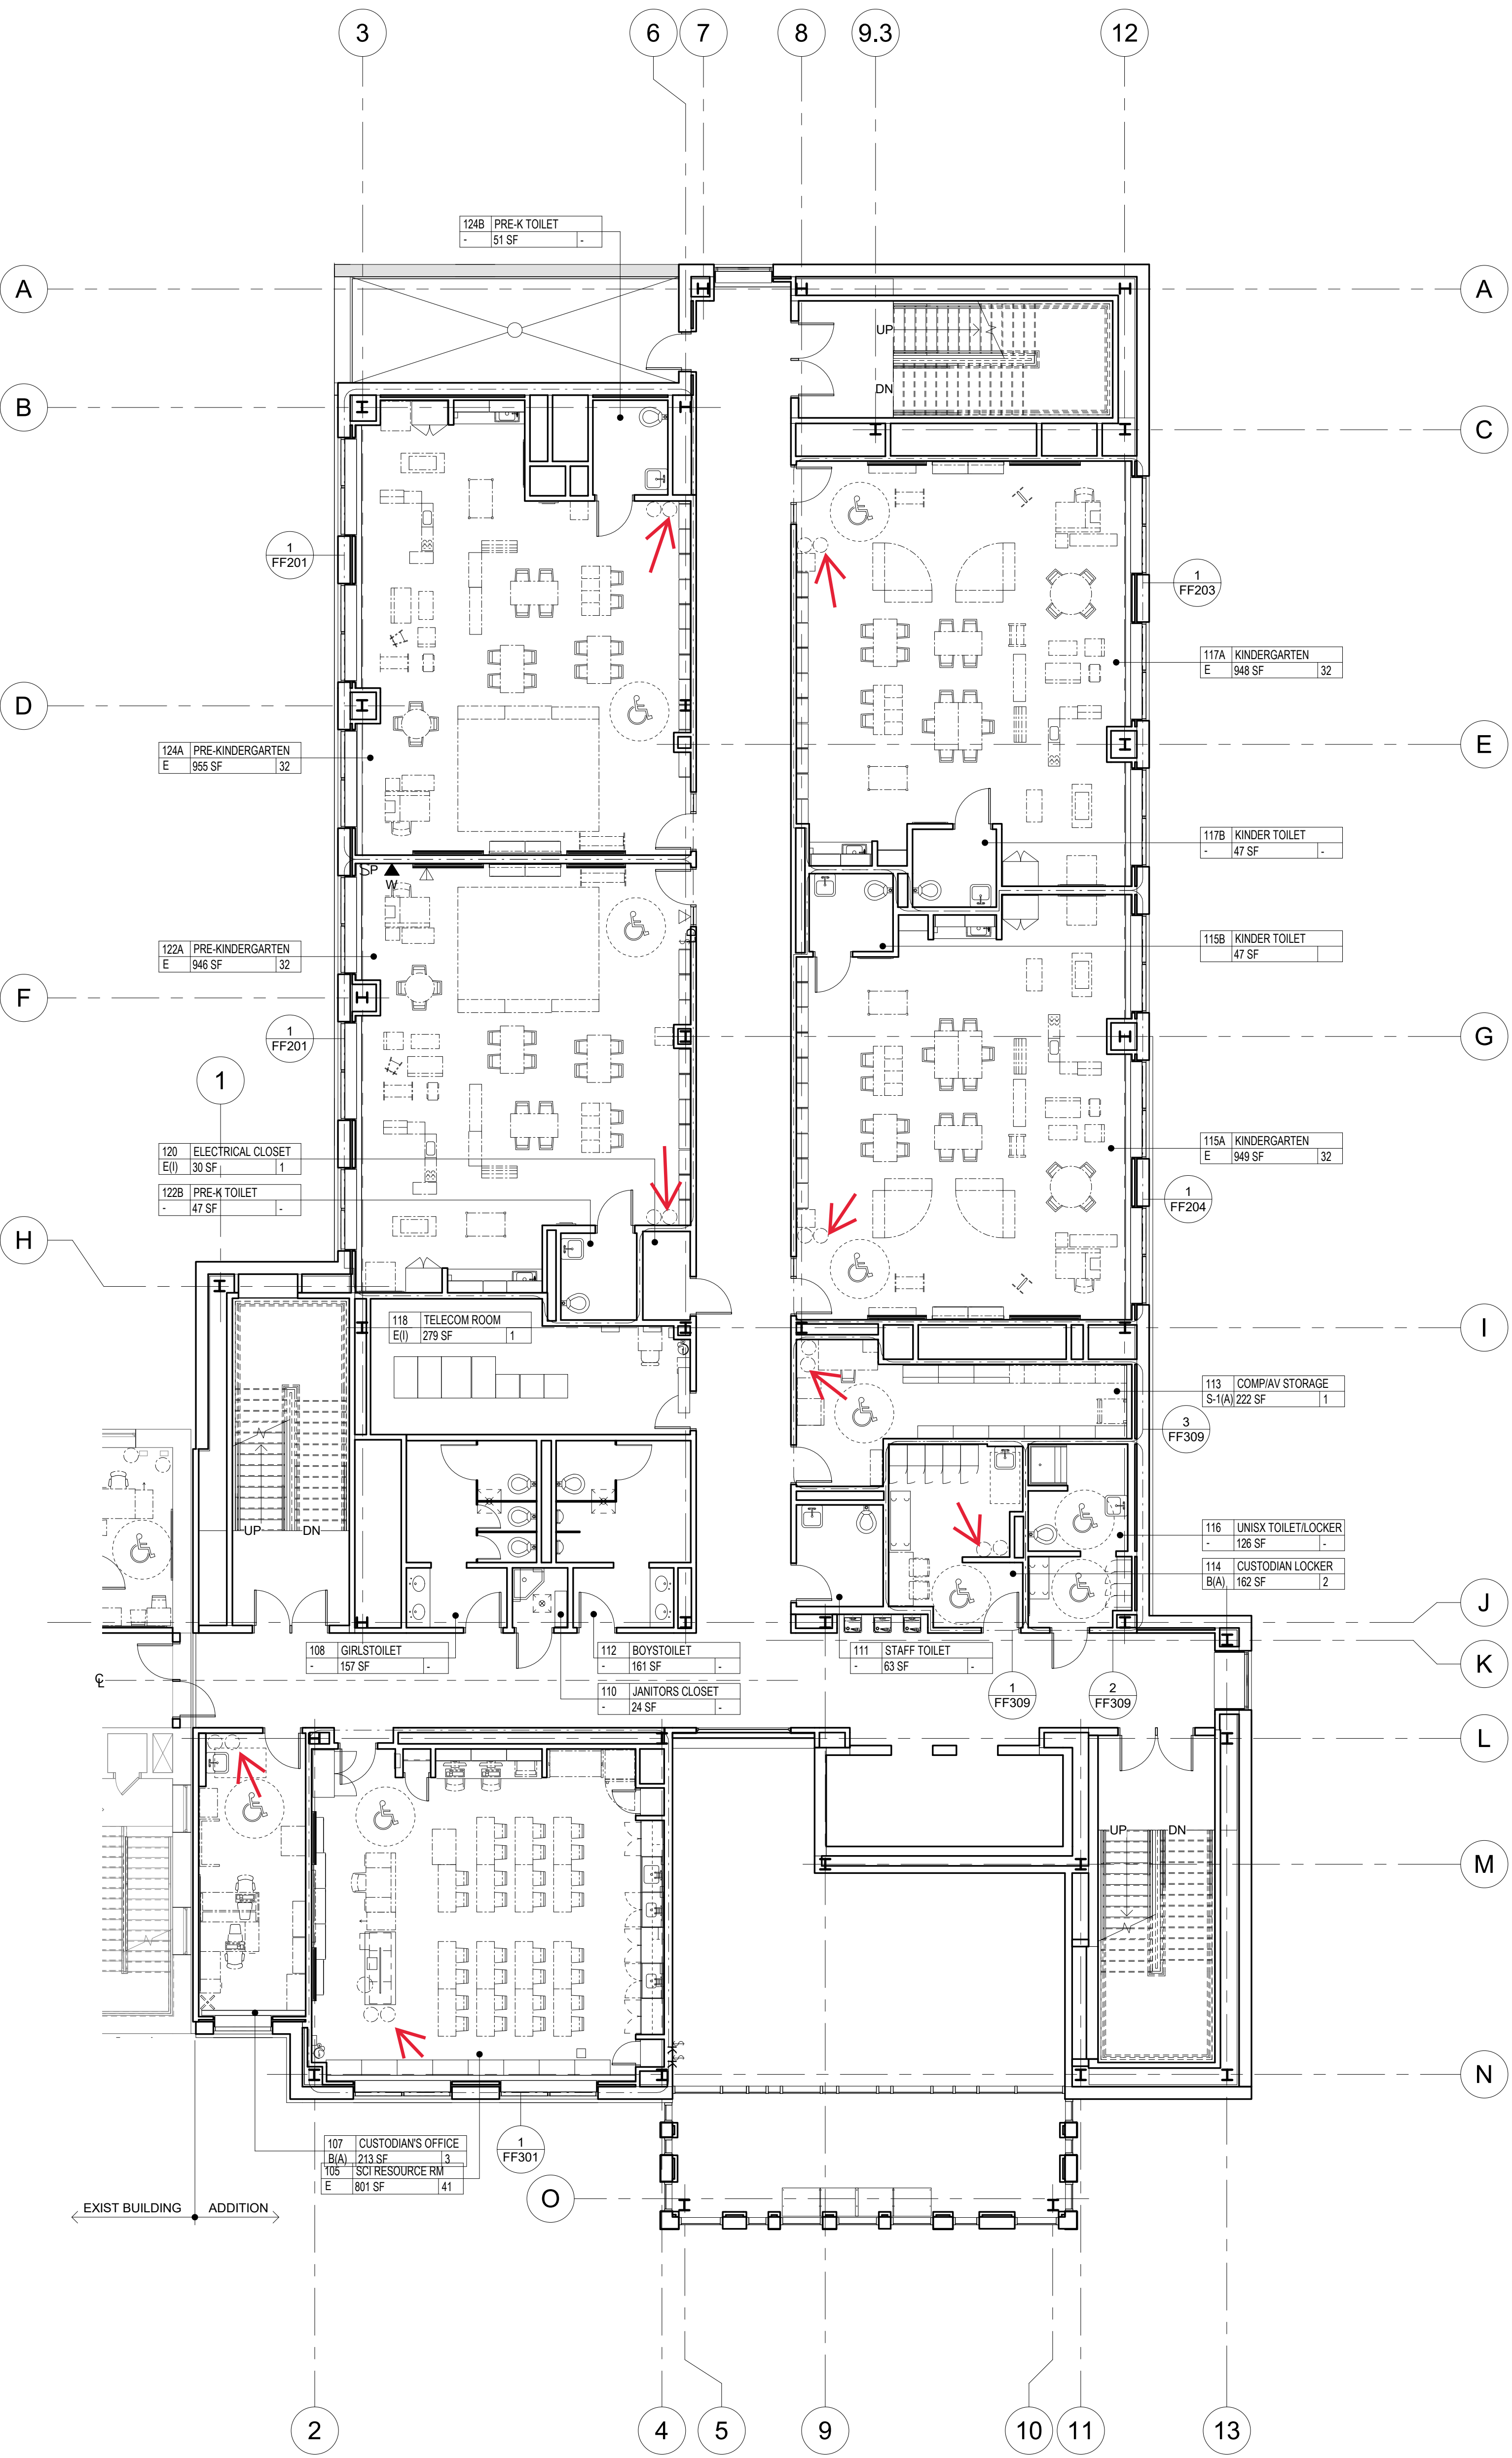 3
6
7
8
9.3
12
124B PRE-K TOILET
- 51 SF -
A
A
UP
DN
B
C
1
FF201
1
FF203
117A KINDERGARTEN
E 948 SF 32
D
E
124A PRE-KINDERGARTEN
E 955 SF 32
117B KINDER TOILET
- 47 SF -
SP
W
122A PRE-KINDERGARTEN
E 946 SF 32
115B KINDER TOILET
47 SF
F
G
1
FF201
1
120 ELECTRICAL CLOSET
E(I) 30 SF 1
115A KINDERGARTEN
E 949 SF 32
122B PRE-K TOILET
- 47 SF -
1
FF204
H
118 TELECOM ROOM
E(I) 279 SF 1
I
113 COMP/AV STORAGE
S-1(A) 222 SF 1
3
FF309
UP
DN
116 UNISX TOILET/LOCKER
- 126 SF -
114 CUSTODIAN LOCKER
B(A) 162 SF 2
J
108 GIRLSTOILET
- 157 SF -
112 BOYSTOILET
- 161 SF -
111 STAFF TOILET
- 63 SF -
K
110 JANITORS CLOSET
- 24 SF -
1
FF309
2
FF309
L
UP
DN
M
N
107 CUSTODIAN'S OFFICE
B(A) 213 SF 3
105 SCI RESOURCE RM
E 801 SF 41
1
FF301
O
EXIST BUILDING
ADDITION
2
4
5
9
10
11
13